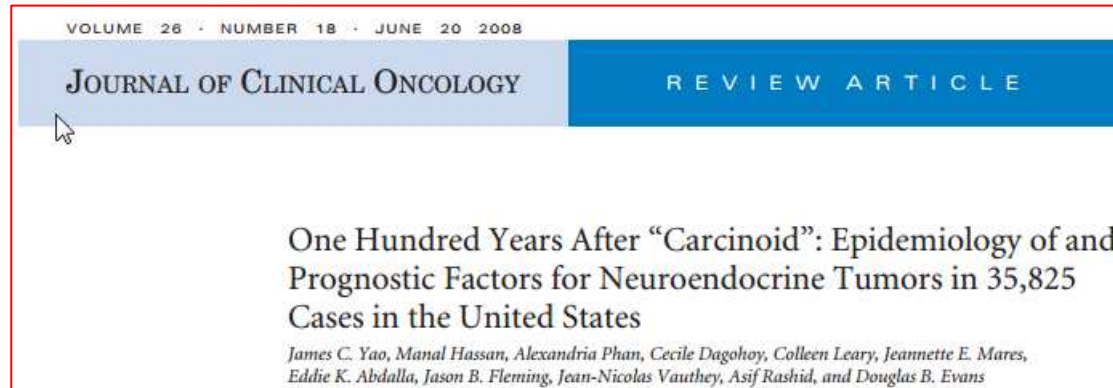 VOLUME 26 · NUMBER 18 · JUNE 20 2008
JOURNAL OF CLINICAL ONCOLOGY
REVIEW ARTICLE
One Hundred Years After “Carcinoid”: Epidemiology of and
Prognostic Factors for Neuroendocrine Tumors in 35,825
Cases in the United States
James C. Yao, Manal Hassan, Alexandria Phan, Cecile Dagohoy, Colleen Leary, Jeannette E. Mares,
Eddie K. Abdalla, Jason B. Fleming, Jean-Nicolas Vauthey, Asif Rashid, and Douglas B. Evans